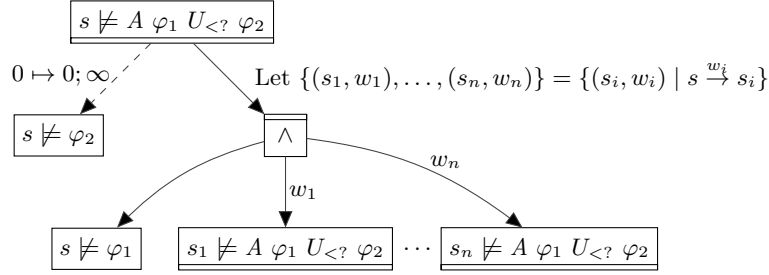 s ⊭ A φ₁ U<? φ₂
0 ↦ 0; ∞
Let {(s₁, w₁), . . . , (sₙ, wₙ)} = {(sᵢ, wᵢ) | s →^{wᵢ} sᵢ}
s ⊭ φ₂
∧
wₙ
w₁
s ⊭ φ₁
s₁ ⊭ A φ₁ U<? φ₂
· · ·
sₙ ⊭ A φ₁ U<? φ₂